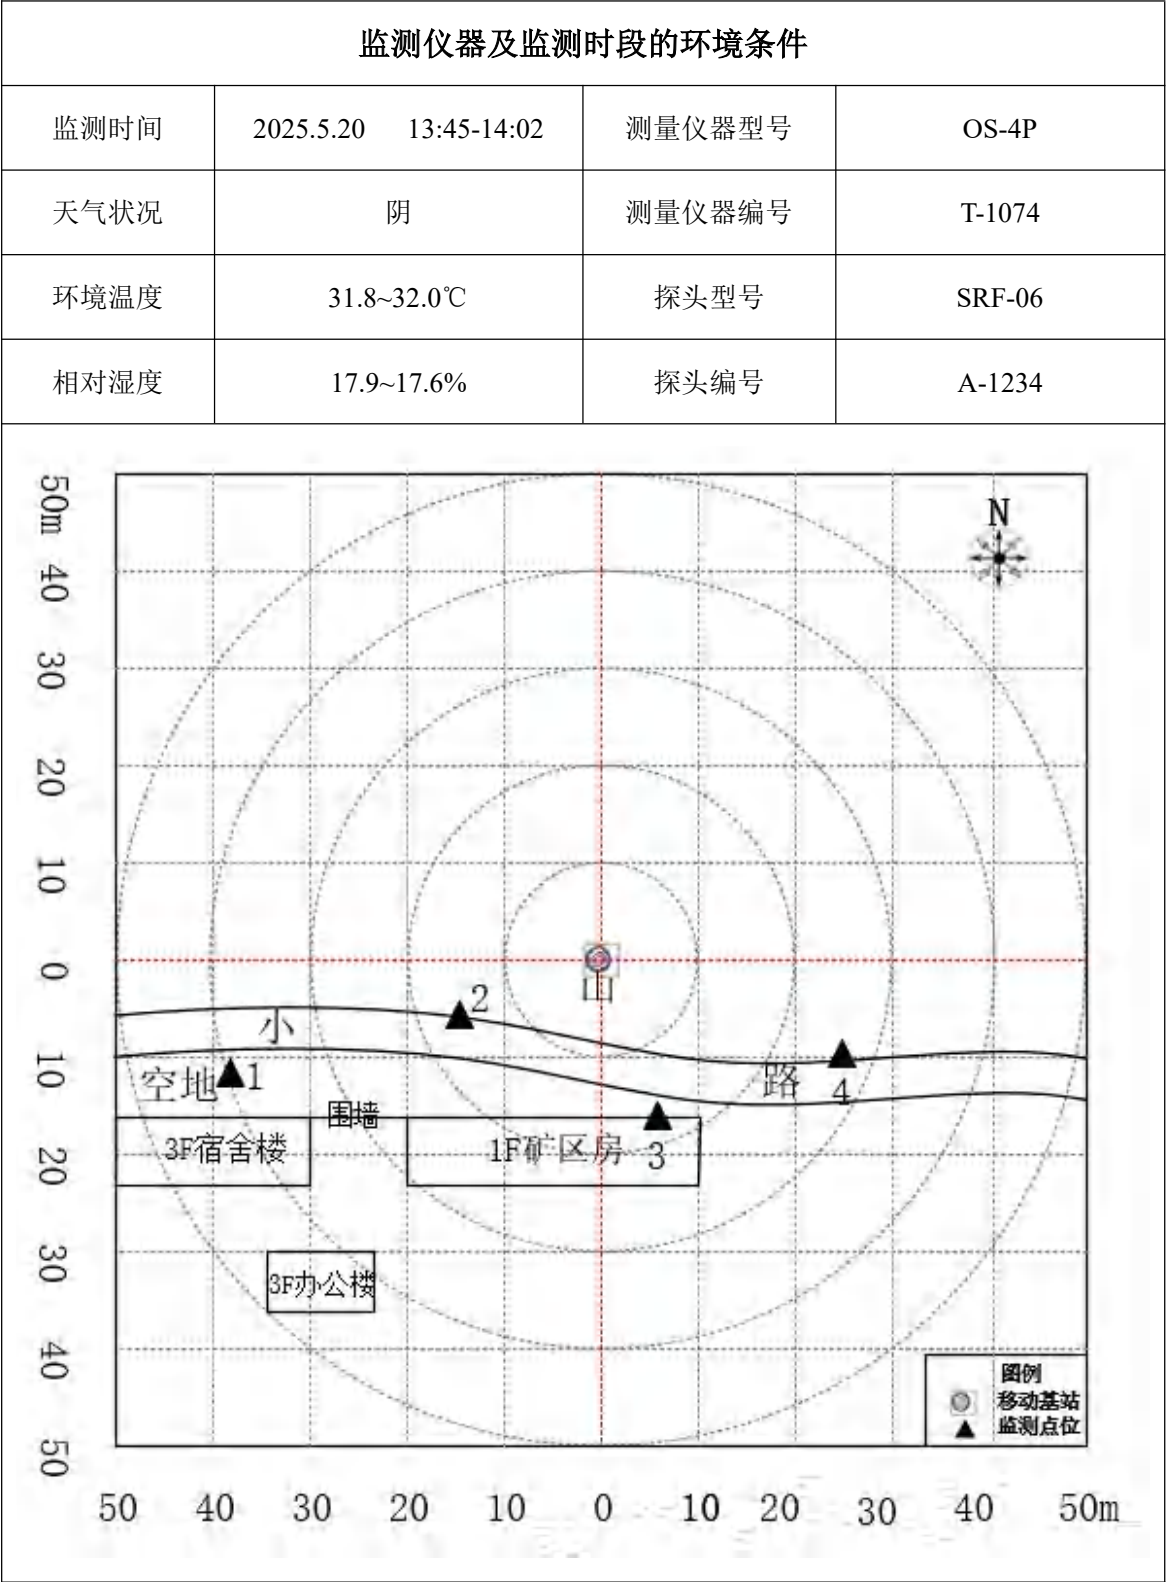 监测仪器及监测时段的环境条件
监测时间 2025.5.20 13:45-14:02 测量仪器型号 OS-4P
天气状况 阴 测量仪器编号 T-1074
环境温度 31.8~32.0℃ 探头型号 SRF-06
相对湿度 17.9~17.6% 探头编号 A-1234
50m
40
30
20
10
0
10
20
30
40
50
N
山
2
小
路
4
空地
1
围墙
3F宿舍楼
1F矿区房
3
3F办公楼
图例
移动基站
监测点位
50 40 30 20 10 0 10 20 30 40 50m